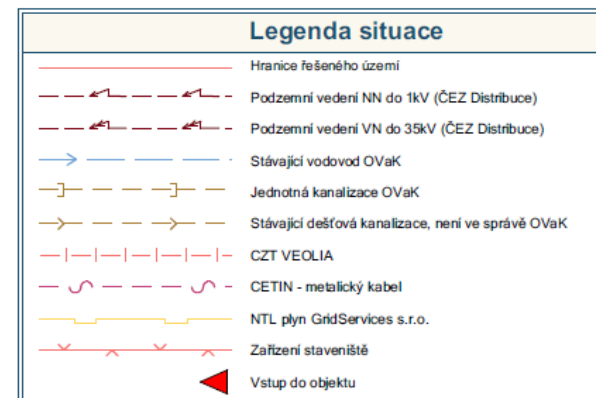 Legenda situace
Hranice řešeného území
Podzemní vedení NN do 1kV (ČEZ Distribuce)
Podzemní vedení VN do 35kV (ČEZ Distribuce)
Stávající vodovod OVaK
Jednotná kanalizace OVaK
Stávající dešťová kanalizace, není ve správě OVaK
CZT VEOLIA
CETIN - metalický kabel
NTL plyn GridServices s.r.o.
Zařízení staveniště
Vstup do objektu